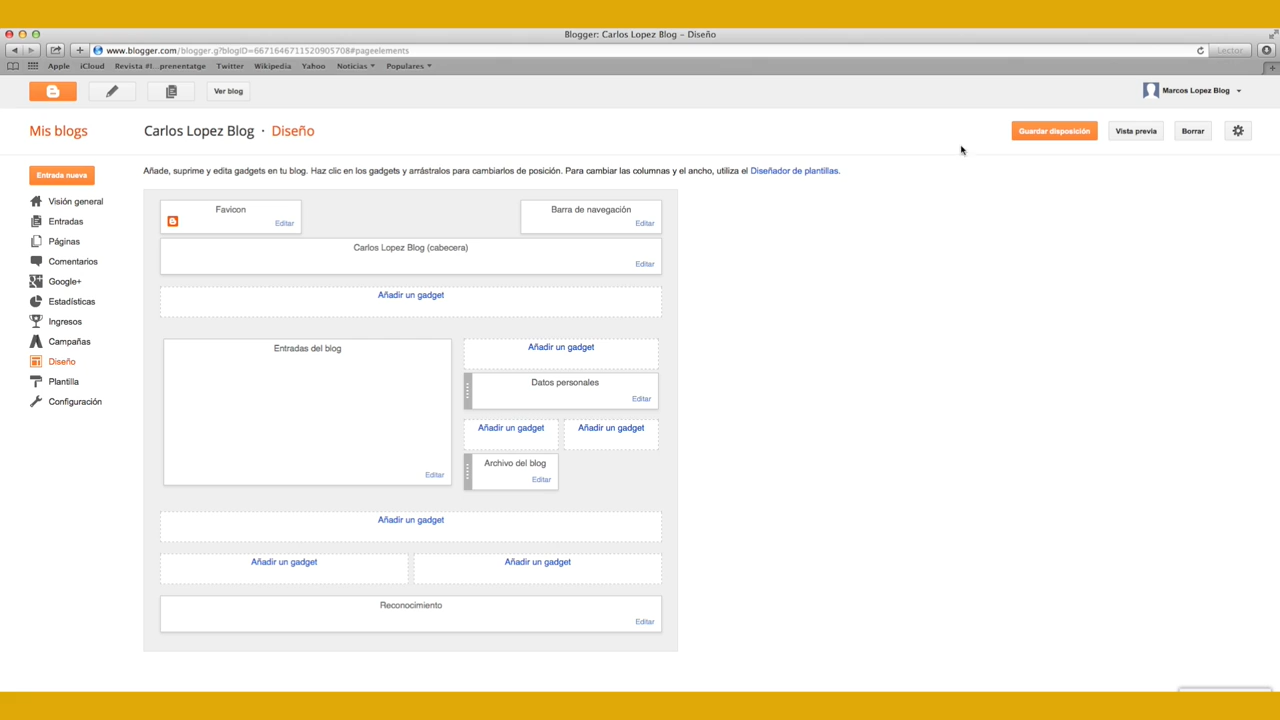 Blogger: Carlos Lopez Blog – Diseño
www.blogger.com/blogger.g?blogID=6671646711520905708#pageelements
Lector
Apple iCloud Revista #l...prenentatge Twitter Wikipedia Yahoo Noticias Populares
Ver blog
Marcos Lopez Blog
Mis blogs
Carlos Lopez Blog · Diseño
Guardar disposición
Vista previa
Borrar
Entrada nueva
Visión general
Entradas
Páginas
Comentarios
Google+
Estadísticas
Ingresos
Campañas
Diseño
Plantilla
Configuración
Añade, suprime y edita gadgets en tu blog. Haz clic en los gadgets y arrástralos para cambiarlos de posición. Para cambiar las columnas y el ancho, utiliza el Diseñador de plantillas.
Favicon
Editar
Barra de navegación
Editar
Carlos Lopez Blog (cabecera)
Editar
Añadir un gadget
Entradas del blog
Editar
Añadir un gadget
Datos personales
Editar
Añadir un gadget
Añadir un gadget
Archivo del blog
Editar
Añadir un gadget
Añadir un gadget
Añadir un gadget
Reconocimiento
Editar